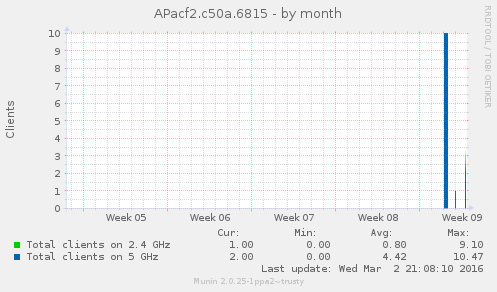 APacf2.c50a.6815 - by month
RRDTOOL / TOBI OETIKER
Clients
10
9
8
7
6
5
4
3
2
1
0
Week 05 Week 06 Week 07 Week 08 Week 09
Cur: Min: Avg: Max:
Total clients on 2.4 GHz 1.00 0.00 0.80 9.10
Total clients on 5 GHz 2.00 0.00 4.42 10.47
Last update: Wed Mar 2 21:08:10 2016
Munin 2.0.25-1ppa2~trusty